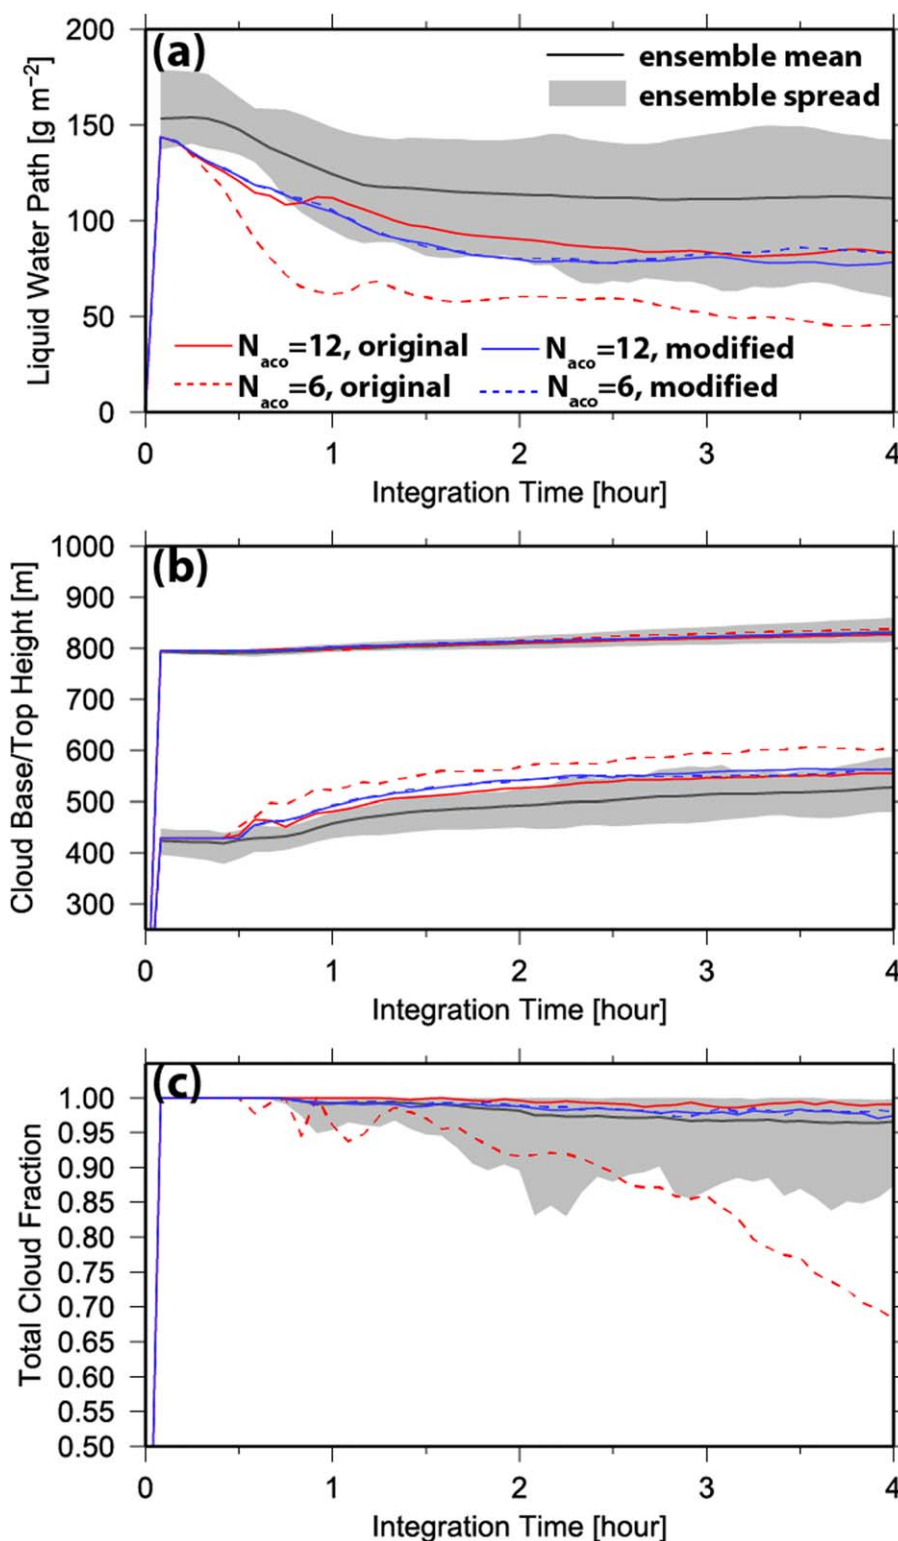 (a)
ensemble mean
ensemble spread
200
150
100
50
0
Liquid Water Path [g m⁻²]
N_aco=12, original
N_aco=12, modified
N_aco=6, original
N_aco=6, modified
0 1 2 3 4
Integration Time [hour]
(b)
1000
900
800
700
600
500
400
300
Cloud Base/Top Height [m]
0 1 2 3 4
Integration Time [hour]
(c)
1.00
0.95
0.90
0.85
0.80
0.75
0.70
0.65
0.60
0.55
0.50
Total Cloud Fraction
0 1 2 3 4
Integration Time [hour]